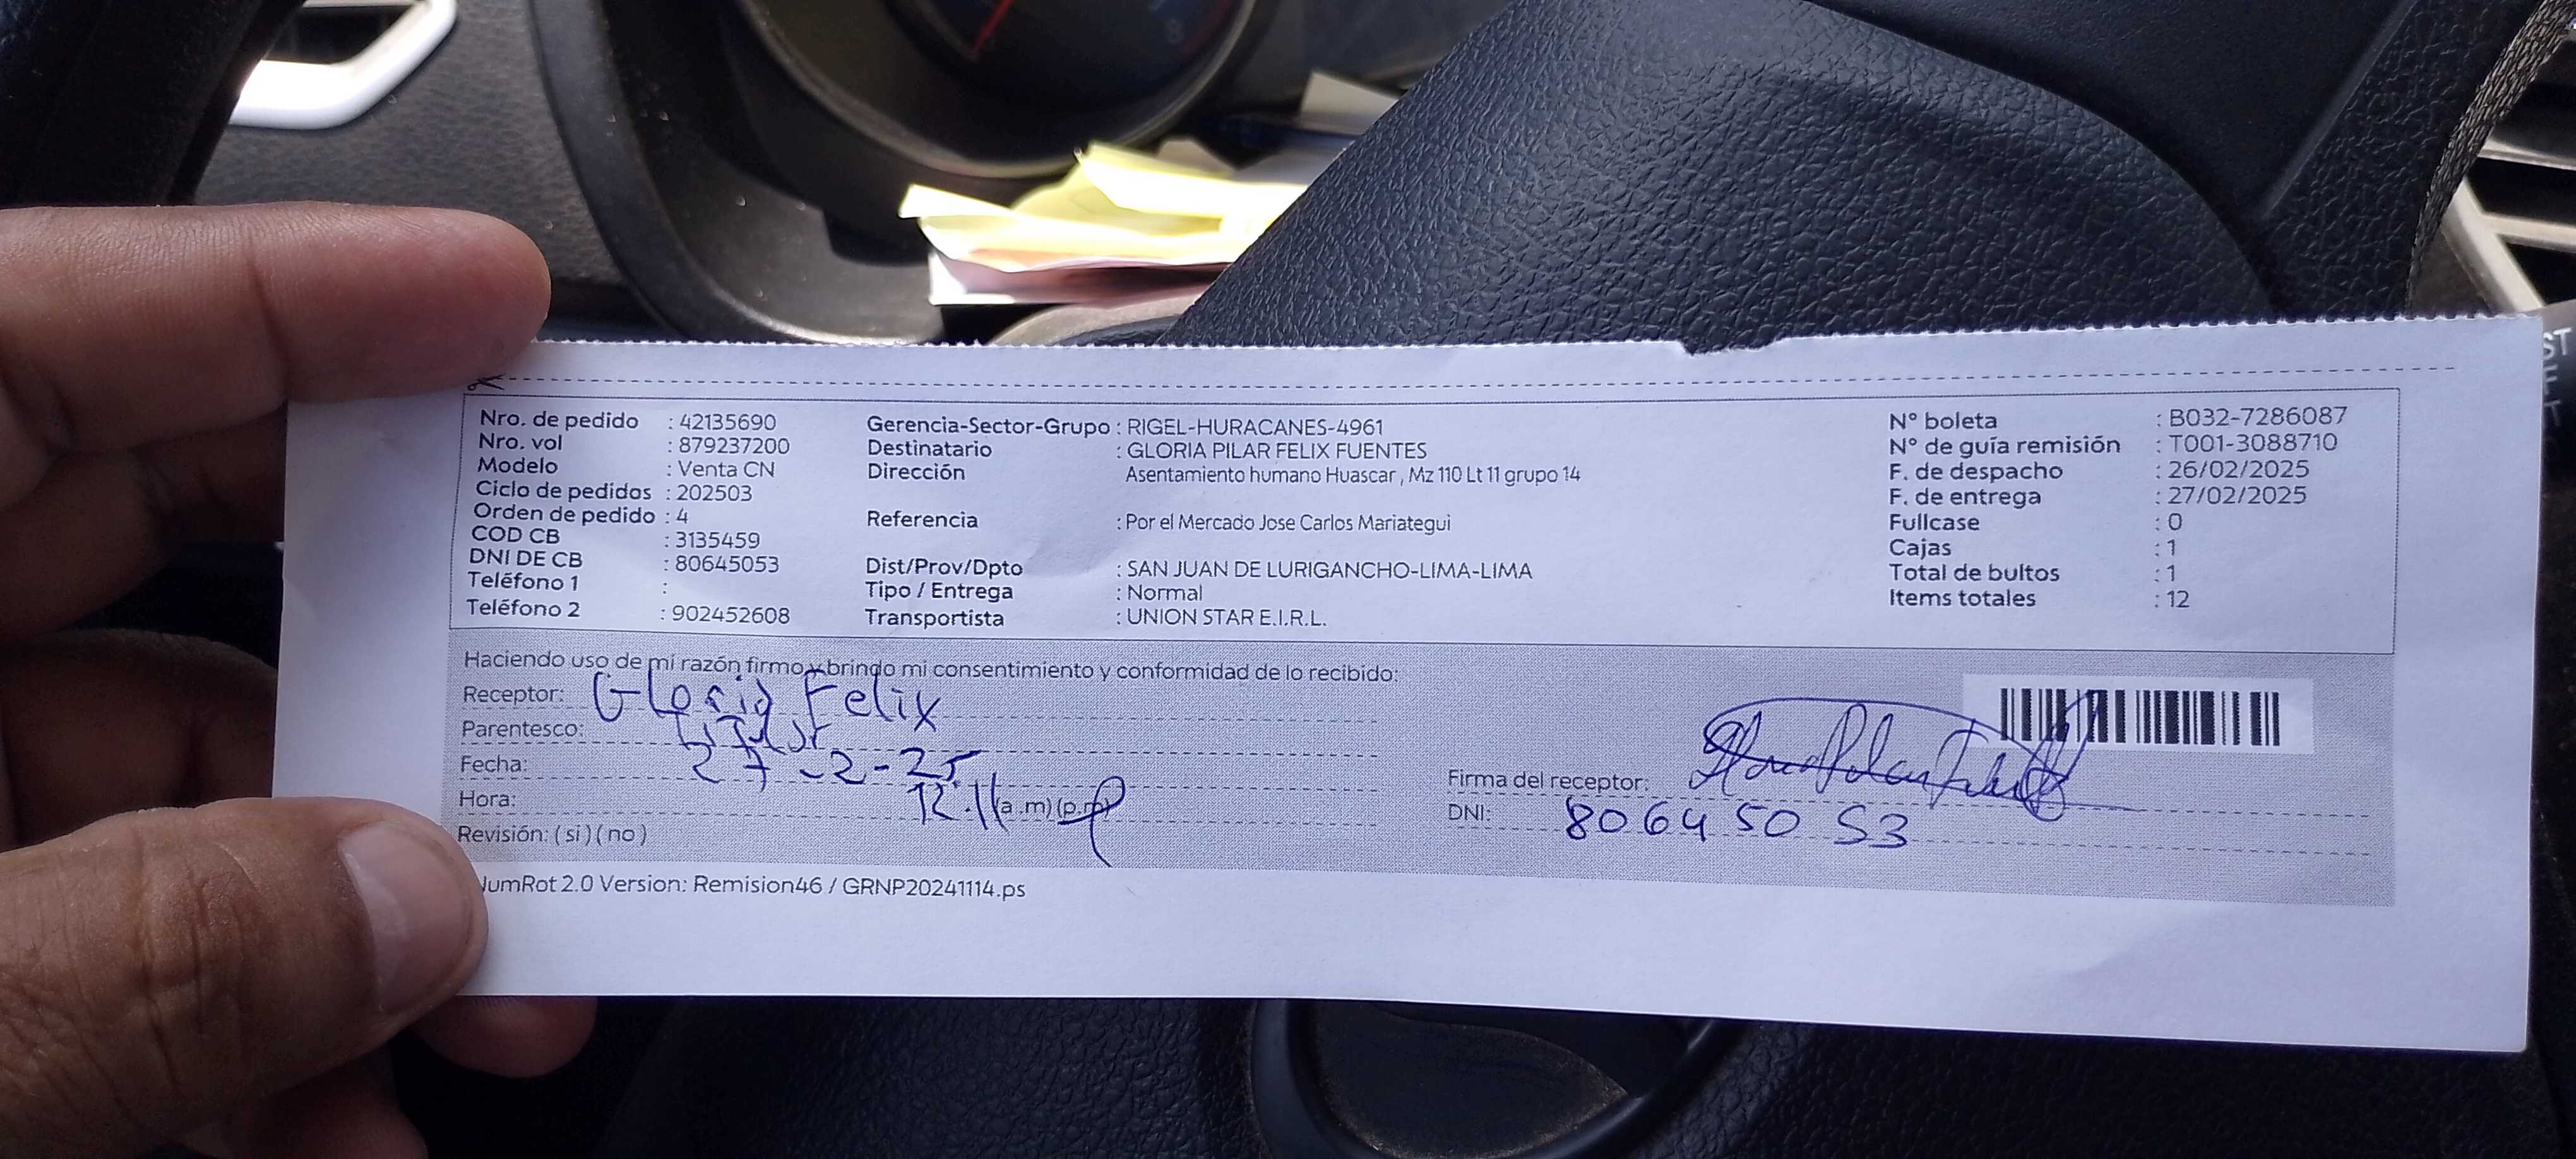 Nro. de pedido : 42135690
Nro. vol : 879237200
Modelo : Venta CN
Ciclo de pedidos : 202503
Orden de pedido : 4
COD CB : 3135459
DNI DE CB : 80645053
Teléfono 1 :
Teléfono 2 : 902452608
Gerencia-Sector-Grupo : RIGEL-HURACANES-4961
Destinatario : GLORIA PILAR FELIX FUENTES
Dirección Asentamiento humano Huascar , Mz 110 Lt 11 grupo 14
Referencia : Por el Mercado Jose Carlos Mariategui
Dist/Prov/Dpto : SAN JUAN DE LURIGANCHO-LIMA-LIMA
Tipo / Entrega : Normal
Transportista : UNION STAR E.I.R.L.
N° boleta : B032-7286087
N° de guía remisión : T001-3088710
F. de despacho : 26/02/2025
F. de entrega : 27/02/2025
Fullcase : 0
Cajas : 1
Total de bultos : 1
Items totales : 12
Haciendo uso de mi razón firmo y brindo mi consentimiento y conformidad de lo recibido:
Receptor: Gloria Felix
Parentesco:
Fecha: 27-2-25
Hora: 12:11 (a.m) (p.m)
Revisión: ( si ) ( no )
Firma del receptor:
DNI: 80645053
umRot 2.0 Version: Remision46 / GRNP20241114.ps